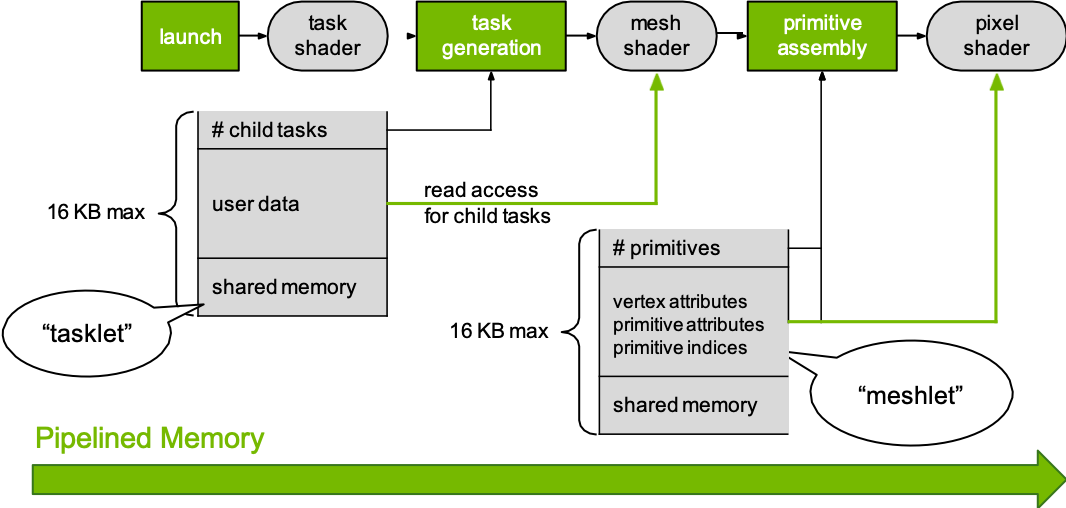 launch
task
shader
task
generation
mesh
shader
primitive
assembly
pixel
shader
# child tasks
user data
shared memory
16 KB max
“tasklet”
read access
for child tasks
# primitives
vertex attributes
primitive attributes
primitive indices
shared memory
16 KB max
“meshlet”
Pipelined Memory